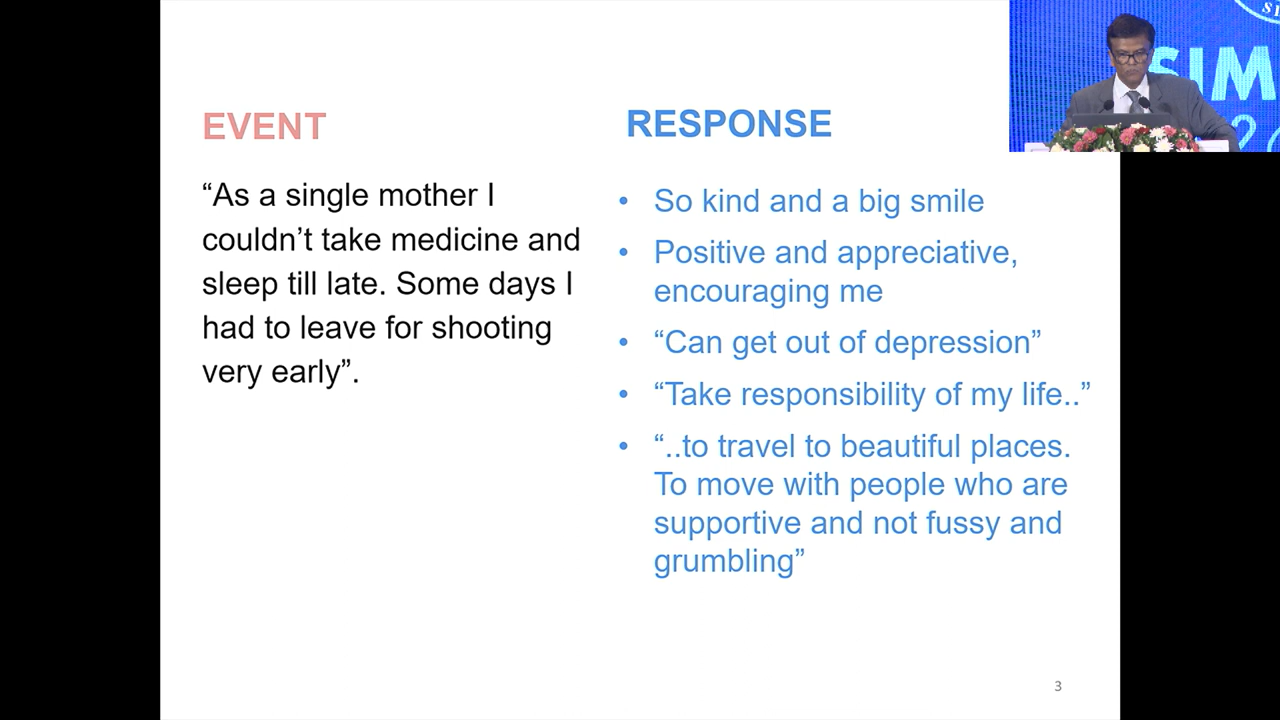 EVENT
“As a single mother I
couldn’t take medicine and
sleep till late. Some days I
had to leave for shooting
very early”.
RESPONSE
• So kind and a big smile
• Positive and appreciative,
encouraging me
• “Can get out of depression”
• “Take responsibility of my life..”
• “..to travel to beautiful places.
To move with people who are
supportive and not fussy and
grumbling”
3
SIM